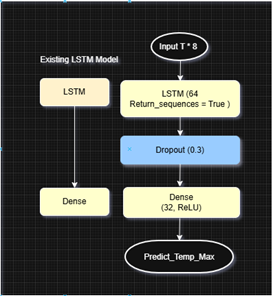 Input T * 8
Existing LSTM Model
LSTM
LSTM (64
Return_sequences = True )
Dropout (0.3)
Dense
Dense
(32, ReLU)
Predict_Temp_Max